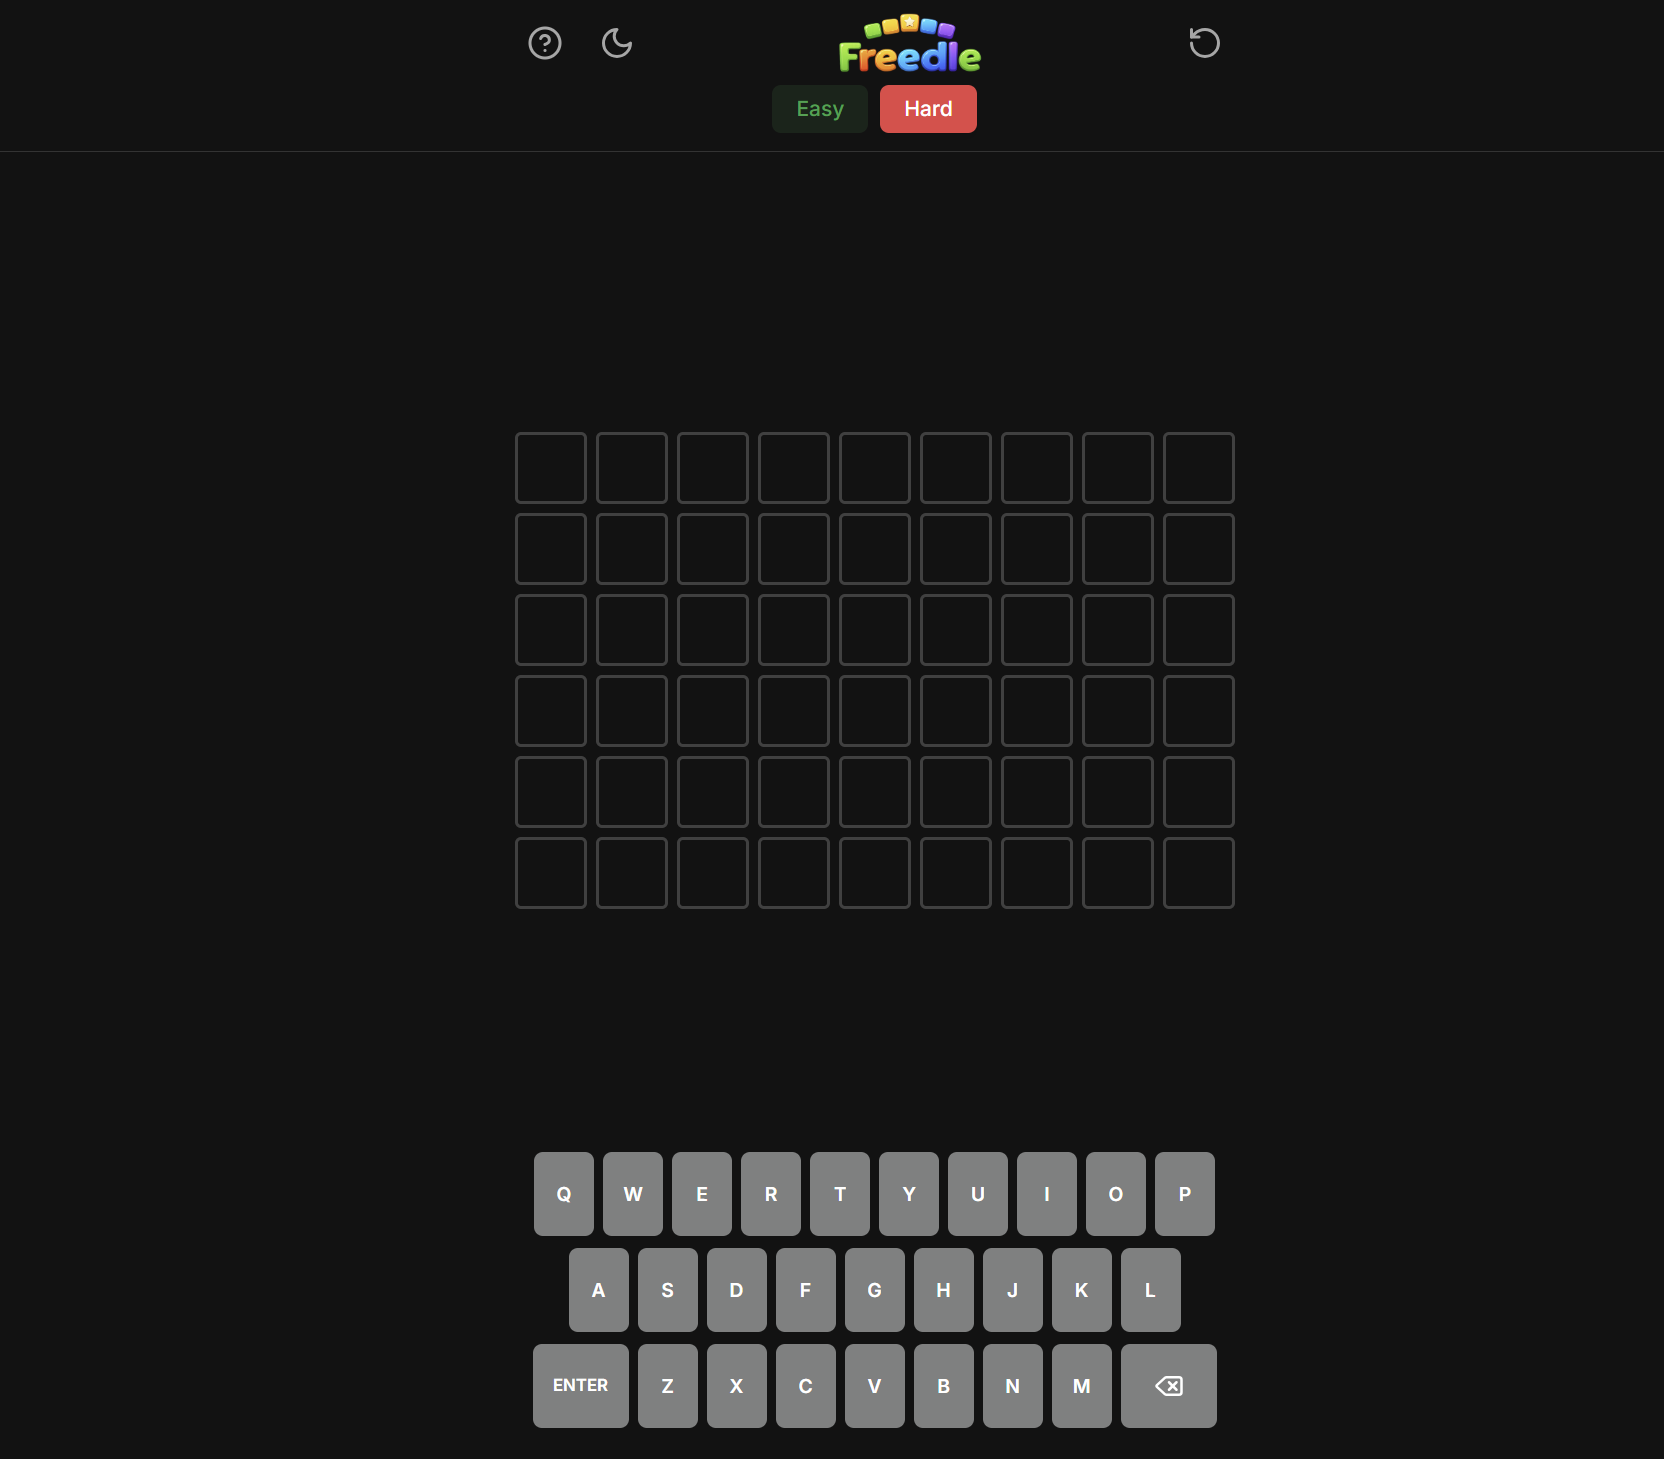 Freedle
Easy Hard
Q W E R T Y U I O P
A S D F G H J K L
ENTER Z X C V B N M